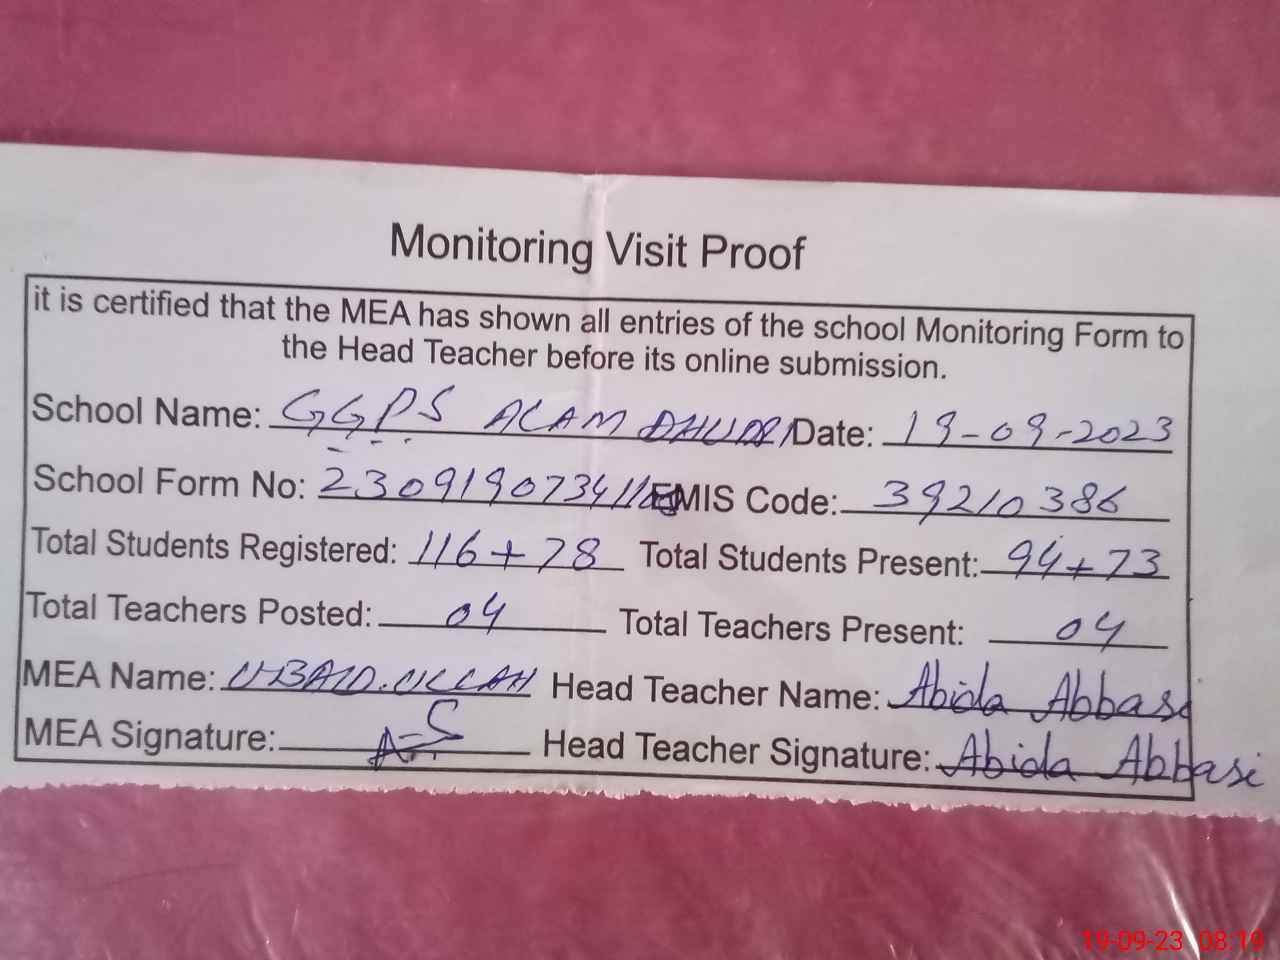 Monitoring Visit Proof
it is certified that the MEA has shown all entries of the school Monitoring Form to
the Head Teacher before its online submission.
School Name: GGPS ALAM Date: 19-09-2023
School Form No: EMIS Code: 39210386
Total Students Registered: 116+78 Total Students Present: 94+73
Total Teachers Posted: 04 Total Teachers Present: 04
MEA Name: UBAID.ULLAH Head Teacher Name: Abida Abbasi
MEA Signature: Head Teacher Signature: Abida Abbasi
19-09-23 08:19